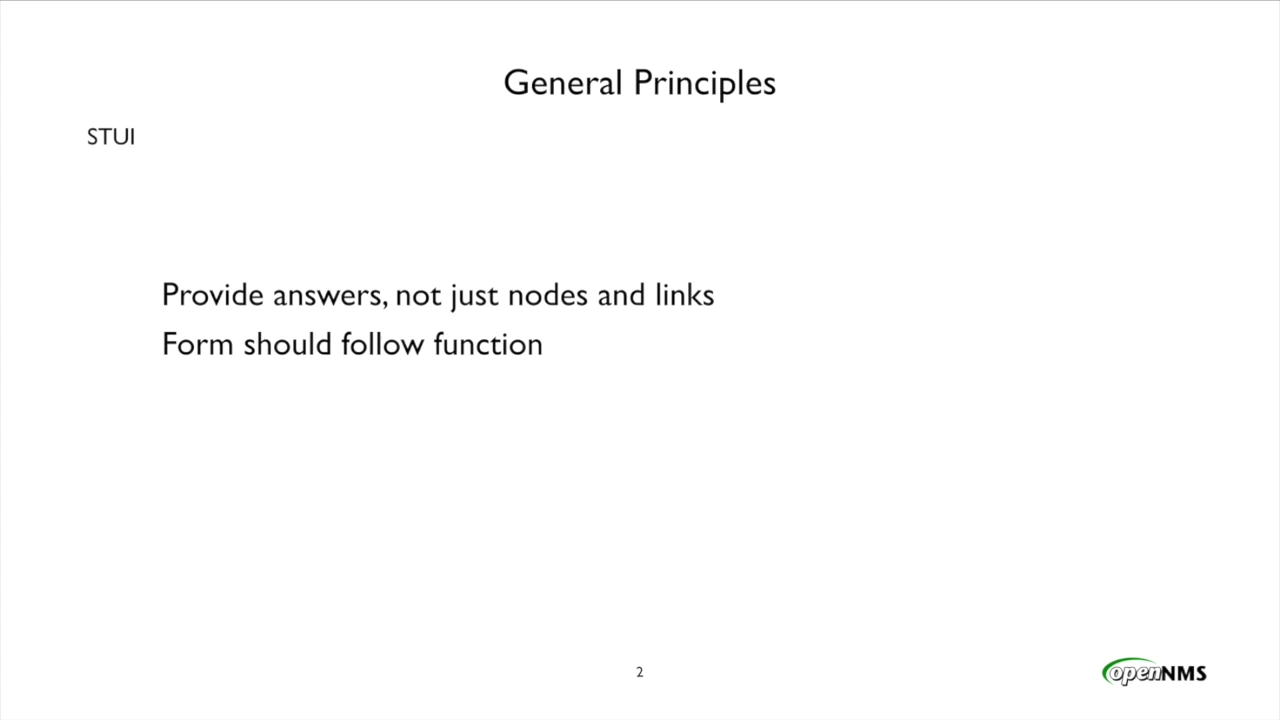 General Principles
STUI
Provide answers, not just nodes and links
Form should follow function
2
openNMS